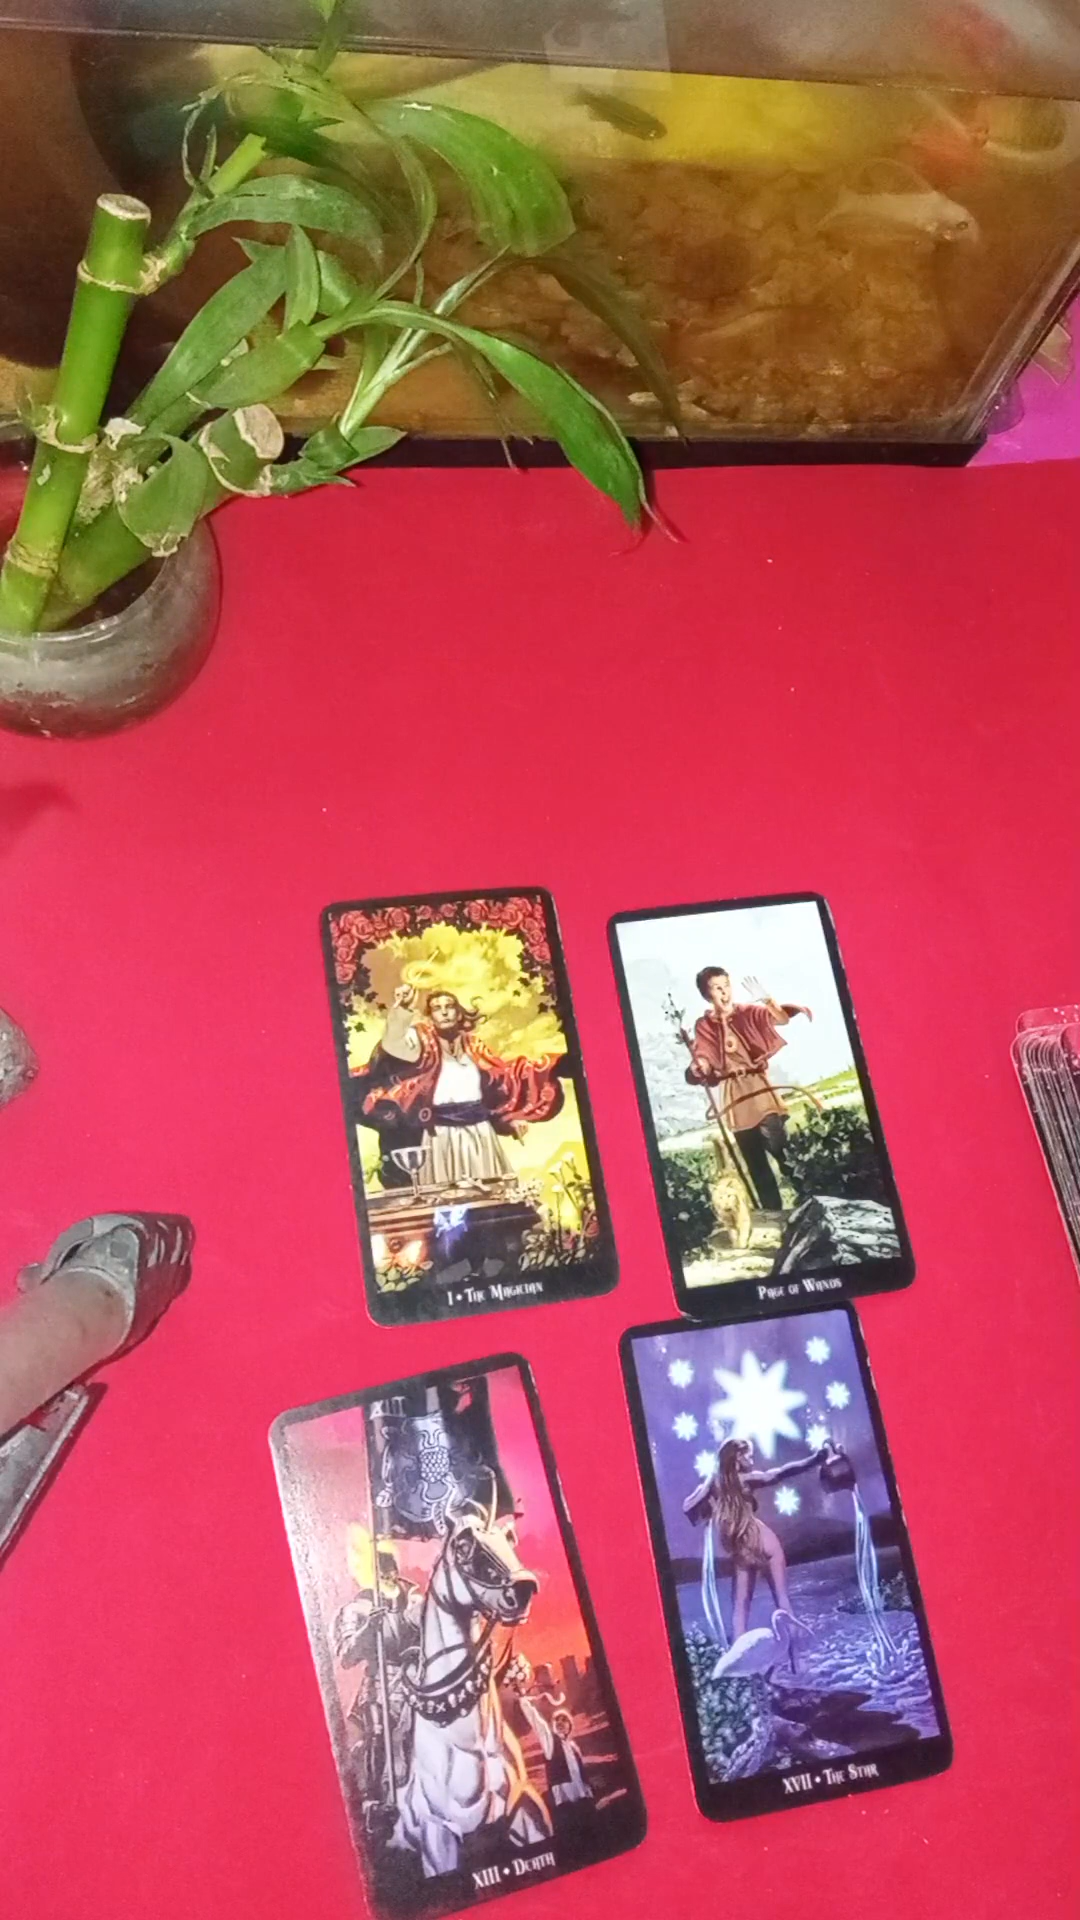 I • The Magician
Page of Wands
XIII • Death
XVII • The Star